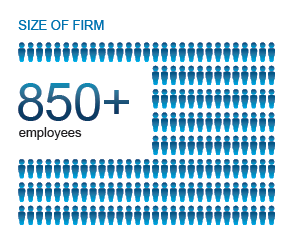 SIZE OF FIRM
850+
employees